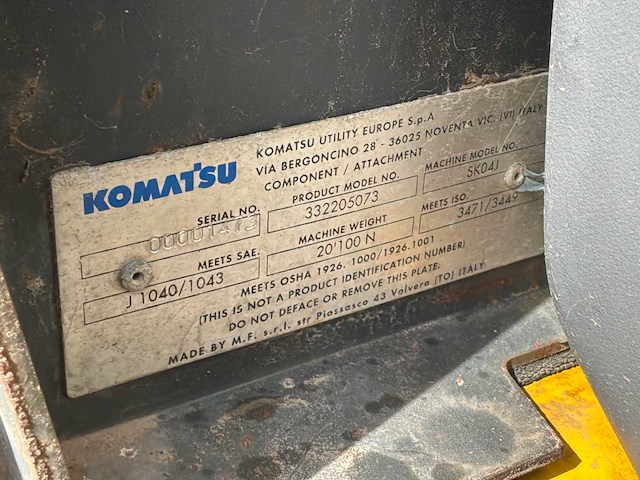 KOMATSU
KOMATSU UTILITY EUROPE S.p.A
VIA BERGONCINO 28 - 36025 NOVENTA VIC. (VI) ITALY
COMPONENT / ATTACHMENT
SERIAL NO. PRODUCT MODEL NO. MACHINE MODEL NO.
332205073 SK04J
MEETS SAE. MACHINE WEIGHT MEETS ISO
J 1040/1043 20'100 N 3471/3449
MEETS OSHA 1926. 1000/1926.1001
(THIS IS NOT A PRODUCT IDENTIFICATION NUMBER)
DO NOT DEFACE OR REMOVE THIS PLATE.
MADE BY M.F. s.r.l. str Piossasco 43 Volvera (TO) ITALY